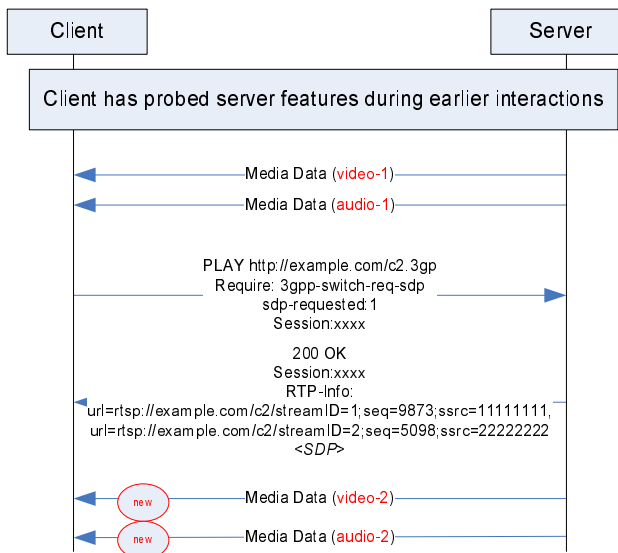 Client
Server
Client has probed server features during earlier interactions
Media Data (video-1)
Media Data (audio-1)
PLAY http://example.com/c2.3gp
Require: 3gpp-switch-req-sdp
sdp-requested:1
Session:xxxx
200 OK
Session:xxxx
RTP-Info:
url=rtsp://example.com/c2/streamID=1;seq=9873;ssrc=11111111,
url=rtsp://example.com/c2/streamID=2;seq=5098;ssrc=22222222
<SDP>
new
Media Data (video-2)
new
Media Data (audio-2)